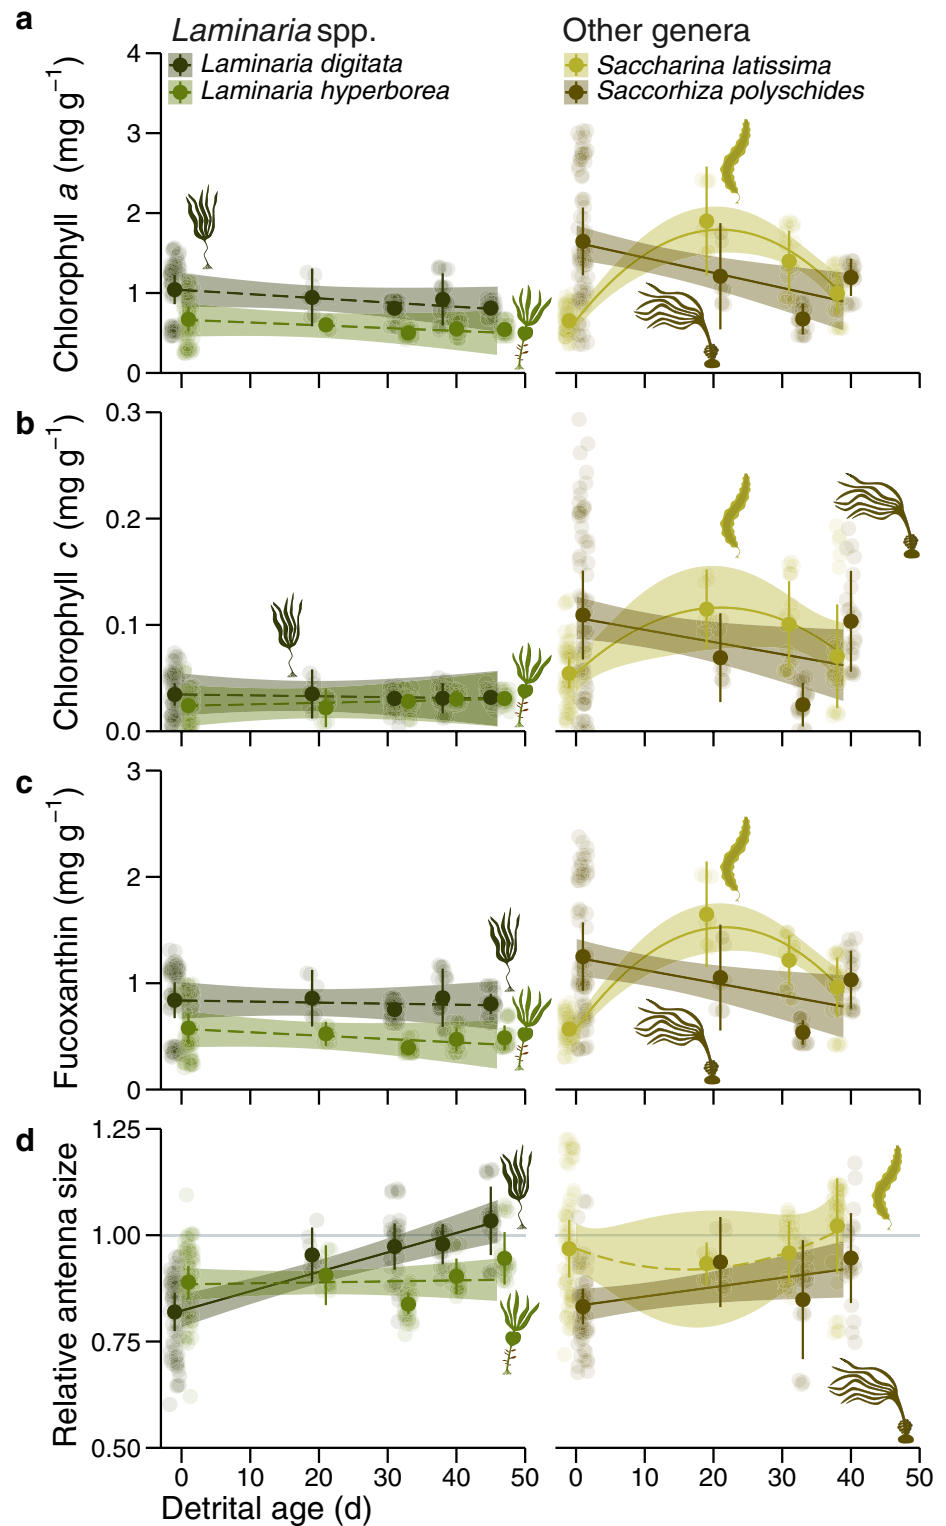 a
Laminaria spp.
Other genera
Laminaria digitata
Laminaria hyperborea
Saccharina latissima
Saccorhiza polyschides
Chlorophyll a (mg g⁻¹)
4
3
2
1
0
b
Chlorophyll c (mg g⁻¹)
0.3
0.2
0.1
0.0
c
Fucoxanthin (mg g⁻¹)
3
2
1
0
d
Relative antenna size
1.25
1.00
0.75
0.50
0 20 30 40 50
0 10 20 30 40 50
Detrital age (d)